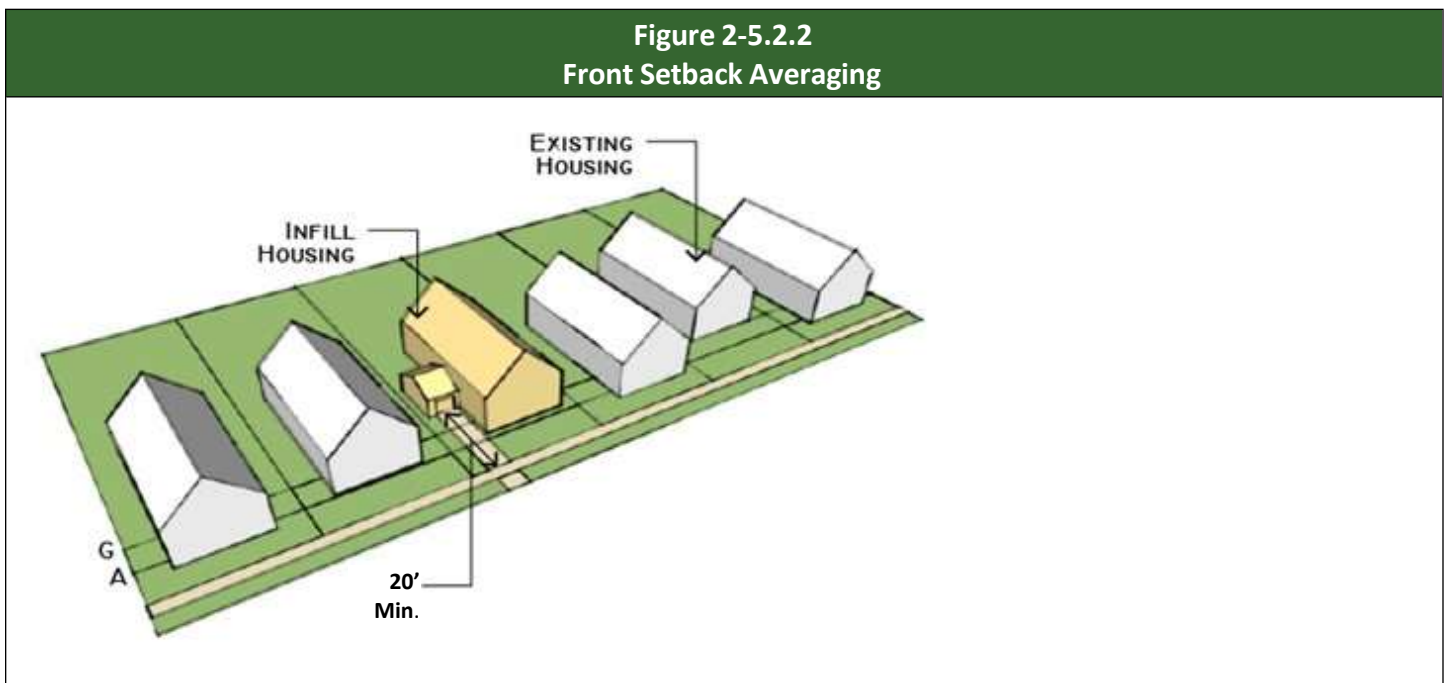 Figure 2-5.2.2
Front Setback Averaging
EXISTING
HOUSING
INFILL
HOUSING
G
A
20’
Min.